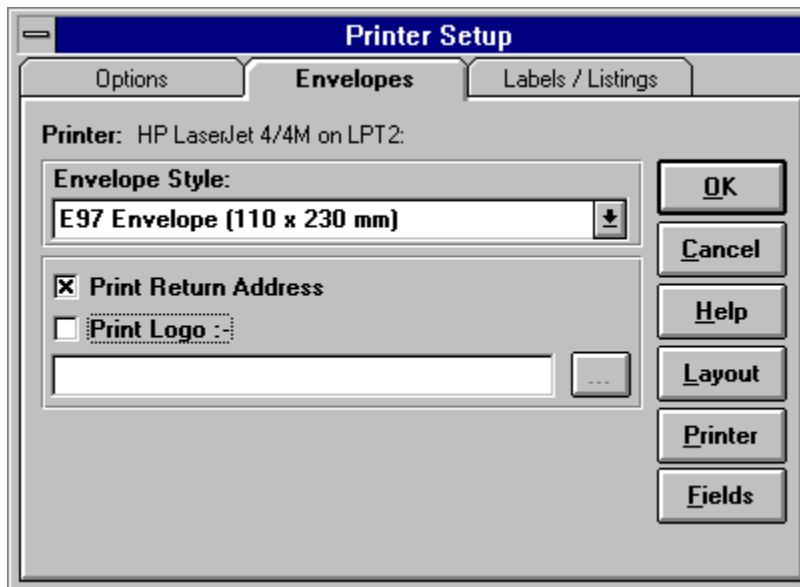 Printer Setup
Options Envelopes Labels / Listings
Printer: HP LaserJet 4/4M on LPT2:
Envelope Style:
E97 Envelope (110 x 230 mm)
Print Return Address
Print Logo :-
...
OK
Cancel
Help
Layout
Printer
Fields